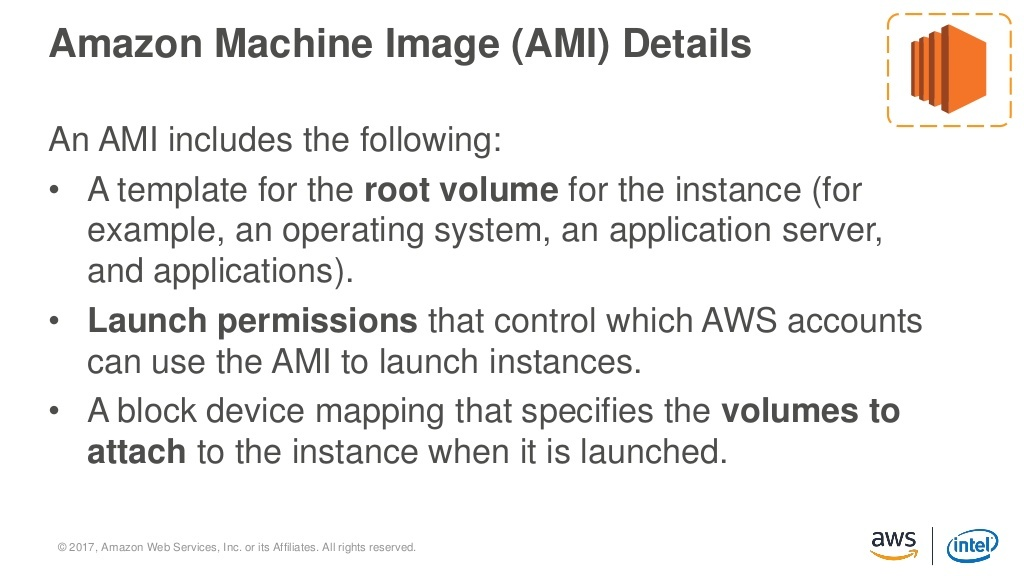 Amazon Machine Image (AMI) Details
An AMI includes the following:
• A template for the root volume for the instance (for
example, an operating system, an application server,
and applications).
• Launch permissions that control which AWS accounts
can use the AMI to launch instances.
• A block device mapping that specifies the volumes to
attach to the instance when it is launched.
© 2017, Amazon Web Services, Inc. or its Affiliates. All rights reserved.
aws
intel